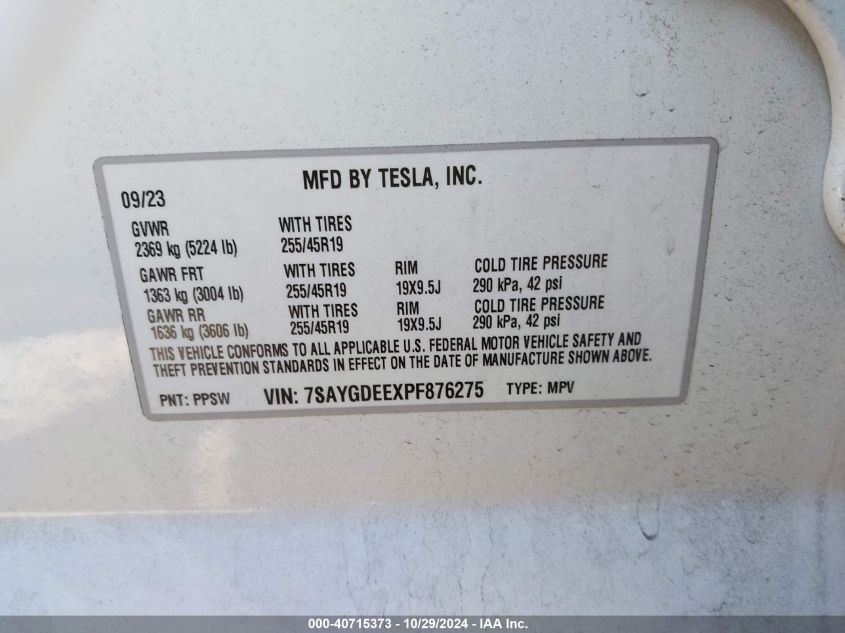 MFD BY TESLA, INC.
09/23
GVWR WITH TIRES
2369 kg (5224 lb) 255/45R19
GAWR FRT WITH TIRES RIM COLD TIRE PRESSURE
1363 kg (3004 lb) 255/45R19 19X9.5J 290 kPa, 42 psi
GAWR RR WITH TIRES RIM COLD TIRE PRESSURE
1636 kg (3606 lb) 255/45R19 19X9.5J 290 kPa, 42 psi
THIS VEHICLE CONFORMS TO ALL APPLICABLE U.S. FEDERAL MOTOR VEHICLE SAFETY AND
THEFT PREVENTION STANDARDS IN EFFECT ON THE DATE OF MANUFACTURE SHOWN ABOVE.
PNT: PPSW VIN: 7SAYGDEEXPF876275 TYPE: MPV
000-40715373 - 10/29/2024 - IAA Inc.